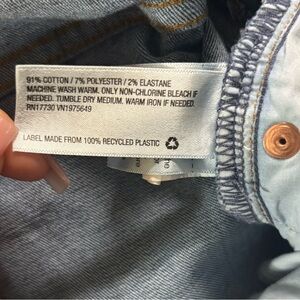 91% COTTON / 7% POLYESTER / 2% ELASTANE
MACHINE WASH WARM. ONLY NON-CHLORINE BLEACH IF
NEEDED. TUMBLE DRY MEDIUM. WARM IRON IF NEEDED.
RN17730 VN1975649
LABEL MADE FROM 100% RECYCLED PLASTIC